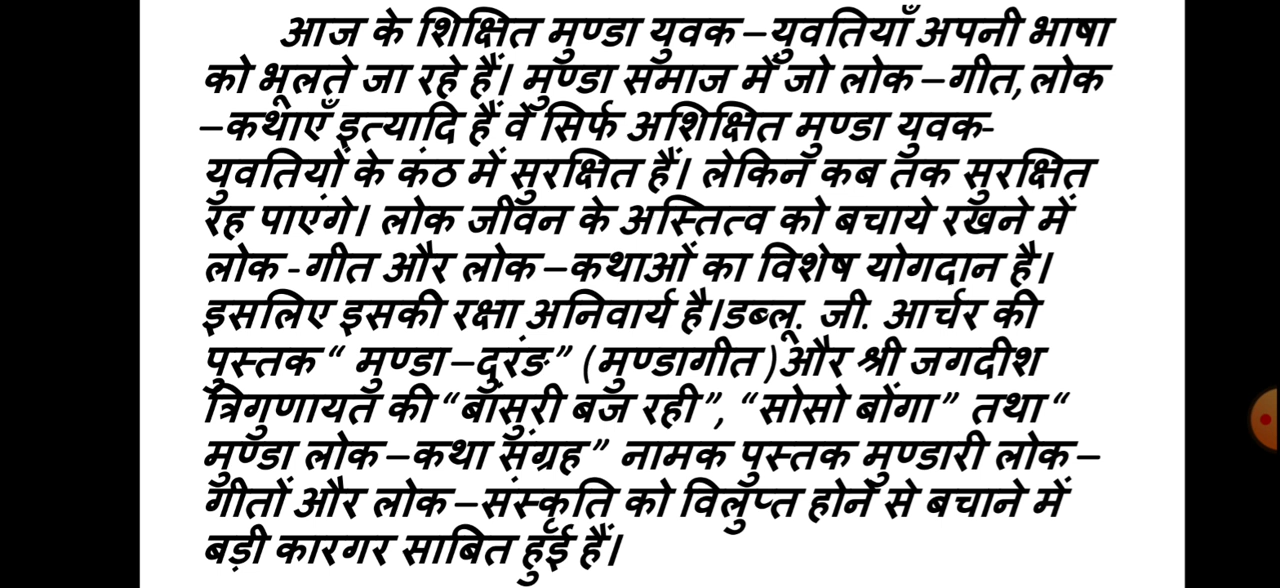 आज के शिक्षित मुण्डा युवक–युवतियाँ अपनी भाषा
को भूलते जा रहे हैं। मुण्डा समाज में जो लोक–गीत,लोक
–कथाएँ इत्यादि हैं वे सिर्फ अशिक्षित मुण्डा युवक-
युवतियों के कंठ में सुरक्षित हैं। लेकिन कब तक सुरक्षित
रह पाएंगे। लोक जीवन के अस्तित्व को बचाये रखने में
लोक-गीत और लोक–कथाओं का विशेष योगदान है।
इसलिए इसकी रक्षा अनिवार्य है।डब्लू. जी. आर्चर की
पुस्तक“ मुण्डा–दुरंङ” (मुण्डागीत)और श्री जगदीश
त्रिगुणायत की“बाँसुरी बज रही”, “सोसो बोंगा” तथा“
मुण्डा लोक–कथा संग्रह” नामक पुस्तक मुण्डारी लोक–
गीतों और लोक–संस्कृति को विलुप्त होने से बचाने में
बड़ी कारगर साबित हुई हैं।